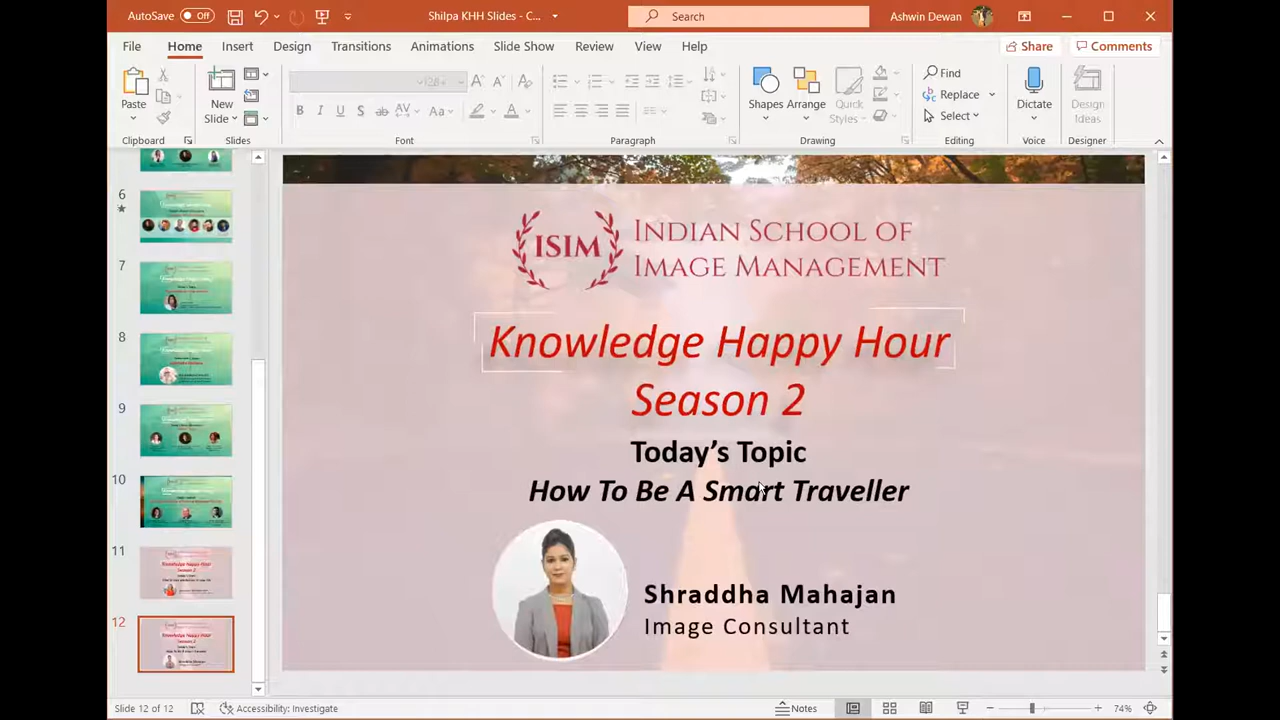 AutoSave Off Shilpa KHH Slides - C... Search Ashwin Dewan
File Home Insert Design Transitions Animations Slide Show Review View Help Share Comments
Paste New Slide Shapes Arrange Quick Styles Find Replace Select Dictate Design Ideas
Clipboard Slides Font Paragraph Drawing Editing Voice Designer
6
7
8
9
10
11
12
ISIM INDIAN SCHOOL OF
IMAGE MANAGEMENT
Knowledge Happy Hour
Season 2
Today's Topic
How To Be A Smart Traveller
Shraddha Mahajan
Image Consultant
Slide 12 of 12 Accessibility: Investigate Notes 74%